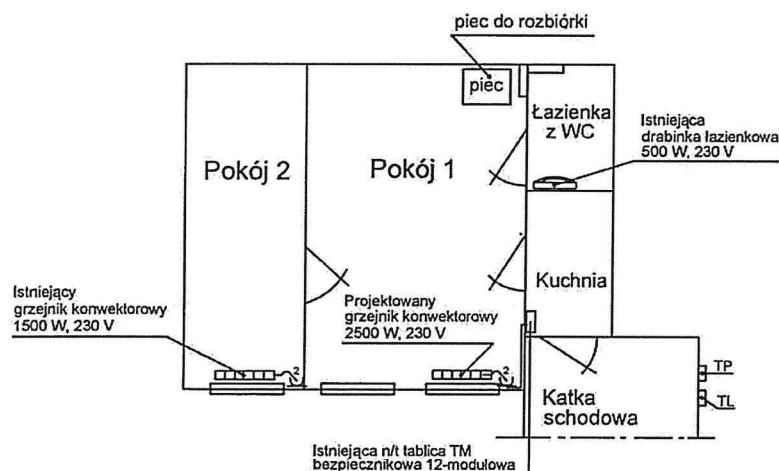 piec do rozbiórki
piec
Łazienka
z WC
Istniejąca
drabinka łazienkowa
500 W, 230 V
Pokój 2
Pokój 1
Kuchnia
Istniejący
grzejnik konwektorowy
1500 W, 230 V
Projektowany
grzejnik konwektorowy
2500 W, 230 V
2
2
TP
TL
Katka
schodowa
Istniejąca n/t tablica TM
bezpiecznikowa 12-modułowa